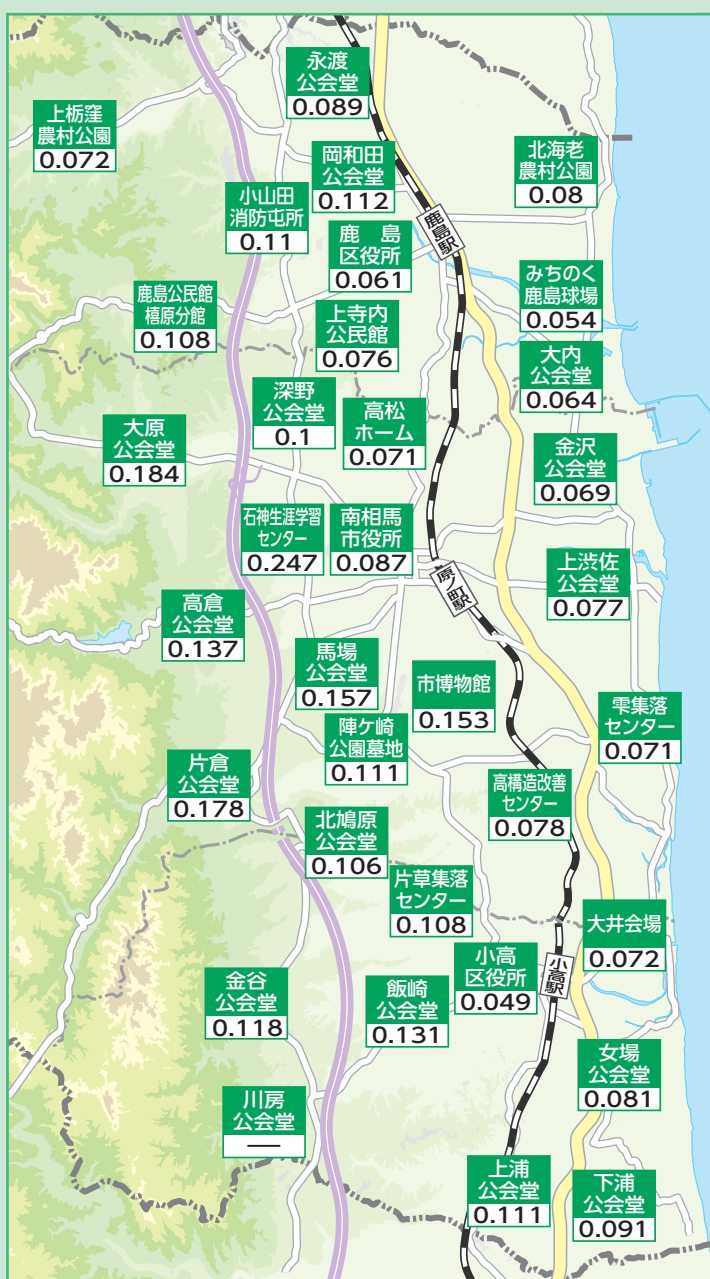 永渡
公会堂
0.089
上栃窪
農村公園
0.072
岡和田
公会堂
0.112
北海老
農村公園
0.08
小山田
消防屯所
0.11
鹿島駅
鹿島
区役所
0.061
みちのく
鹿島球場
0.054
鹿島公民館
橲原分館
0.108
上寺内
公民館
0.076
大内
公会堂
0.064
深野
公会堂
0.1
高松
ホーム
0.071
大原
公会堂
0.184
金沢
公会堂
0.069
石神生涯学習
センター
0.247
南相馬
市役所
0.087
原ノ町駅
上渋佐
公会堂
0.077
高倉
公会堂
0.137
馬場
公会堂
0.157
市博物館
0.153
雫集落
センター
0.071
陣ケ崎
公園墓地
0.111
片倉
公会堂
0.178
高構造改善
センター
0.078
北鳩原
公会堂
0.106
片草集落
センター
0.108
大井会場
0.072
小高
区役所
0.049
小高駅
金谷
公会堂
0.118
飯崎
公会堂
0.131
女場
公会堂
0.081
川房
公会堂
—
上浦
公会堂
0.111
下浦
公会堂
0.091